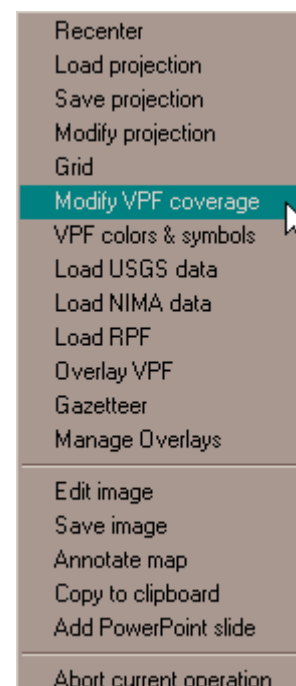 Recenter
Load projection
Save projection
Modify projection
Grid
Modify VPF coverage
VPF colors & symbols
Load USGS data
Load NIMA data
Load RPF
Overlay VPF
Gazetteer
Manage Overlays
Edit image
Save image
Annotate map
Copy to clipboard
Add PowerPoint slide
Abort current operation